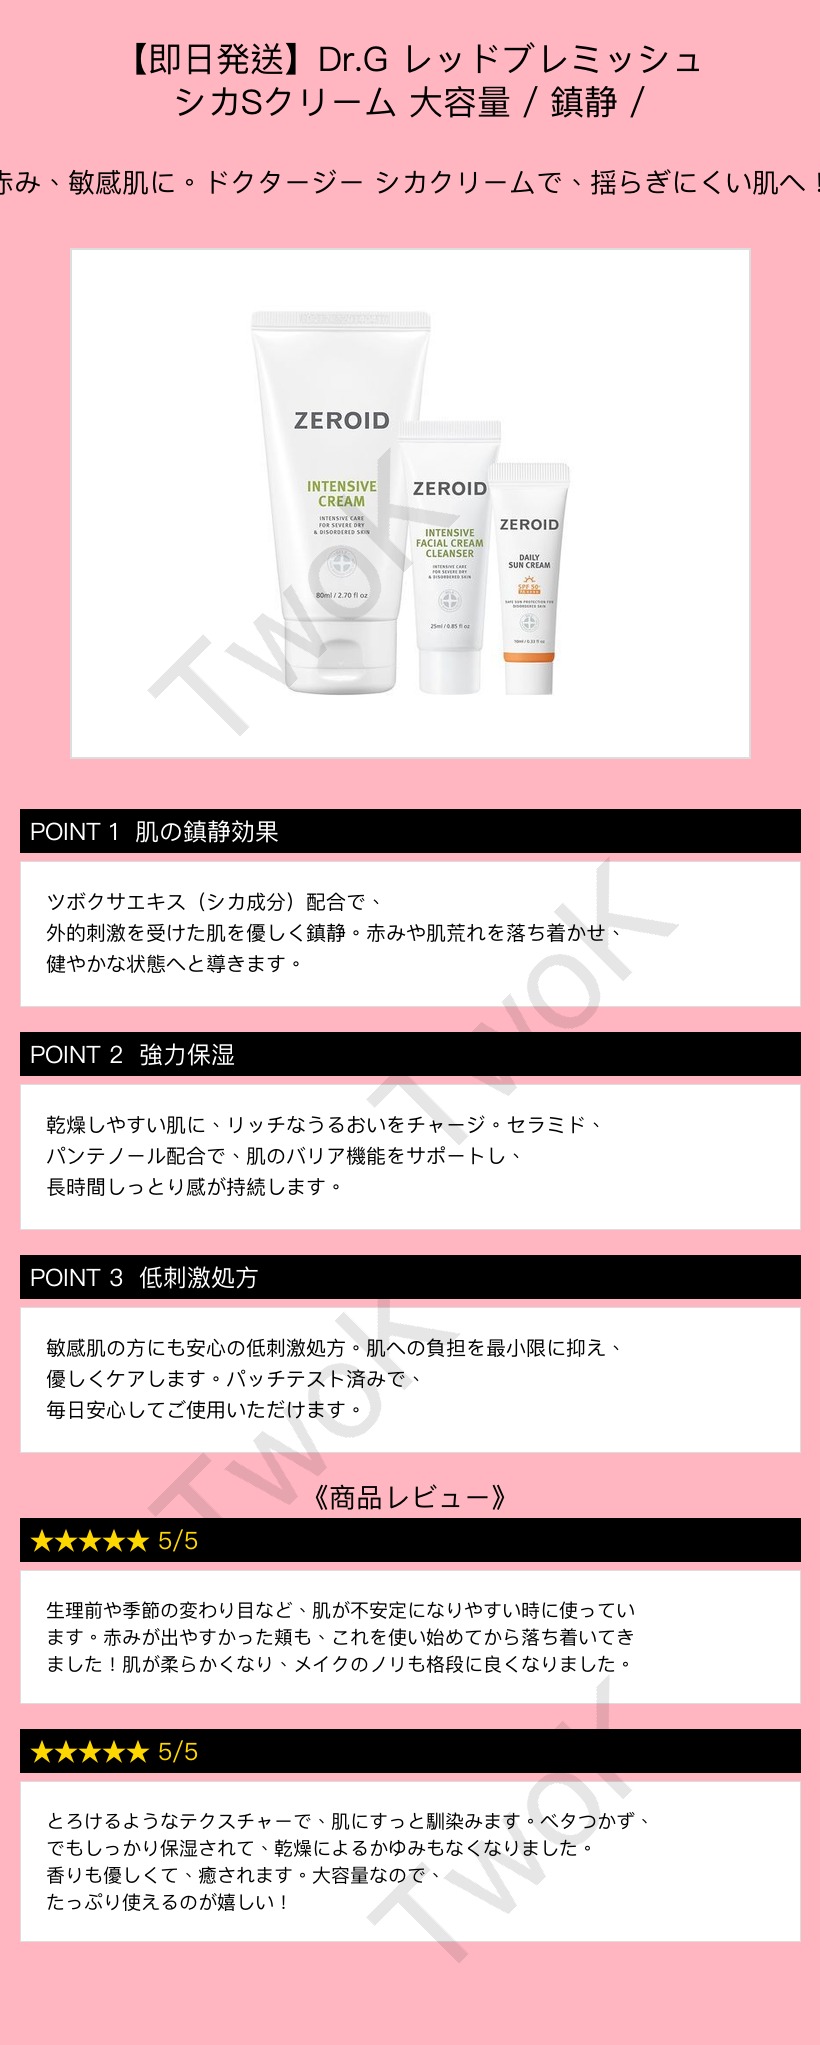 【即日発送】Dr.G レッドブレミッシュ
シカSクリーム 大容量 / 鎮静 /
赤み、敏感肌に。ドクタージー シカクリームで、揺らぎにくい肌へ！
ZEROID
INTENSIVE
CREAM
INTENSIVE CARE
FOR SEVERE DRY
& DISORDERED SKIN
80ml / 2.70 fl oz
ZEROID
INTENSIVE
FACIAL CREAM
CLEANSER
INTENSIVE CARE
FOR SEVERE DRY
& DISORDERED SKIN
25ml / 0.85 fl oz
ZEROID
DAILY
SUN CREAM
SPF 50+
PA++++
SAFE SUN PROTECTION FOR
DISORDERED SKIN
10ml / 0.33 fl oz
TwoK
POINT 1 肌の鎮静効果
ツボクサエキス（シカ成分）配合で、
外的刺激を受けた肌を優しく鎮静。赤みや肌荒れを落ち着かせ、
健やかな状態へと導きます。
TwoK
POINT 2 強力保湿
乾燥しやすい肌に、リッチなうるおいをチャージ。セラミド、
パンテノール配合で、肌のバリア機能をサポートし、
長時間しっとり感が持続します。
POINT 3 低刺激処方
敏感肌の方にも安心の低刺激処方。肌への負担を最小限に抑え、
優しくケアします。パッチテスト済みで、
毎日安心してご使用いただけます。
TwoK
《商品レビュー》
★★★★★ 5/5
生理前や季節の変わり目など、肌が不安定になりやすい時に使ってい
ます。赤みが出やすかった頬も、これを使い始めてから落ち着いてき
ました！肌が柔らかくなり、メイクのノリも格段に良くなりました。
★★★★★ 5/5
とろけるようなテクスチャーで、肌にすっと馴染みます。ベタつかず、
でもしっかり保湿されて、乾燥によるかゆみもなくなりました。
香りも優しくて、癒されます。大容量なので、
たっぷり使えるのが嬉しい！
TwoK